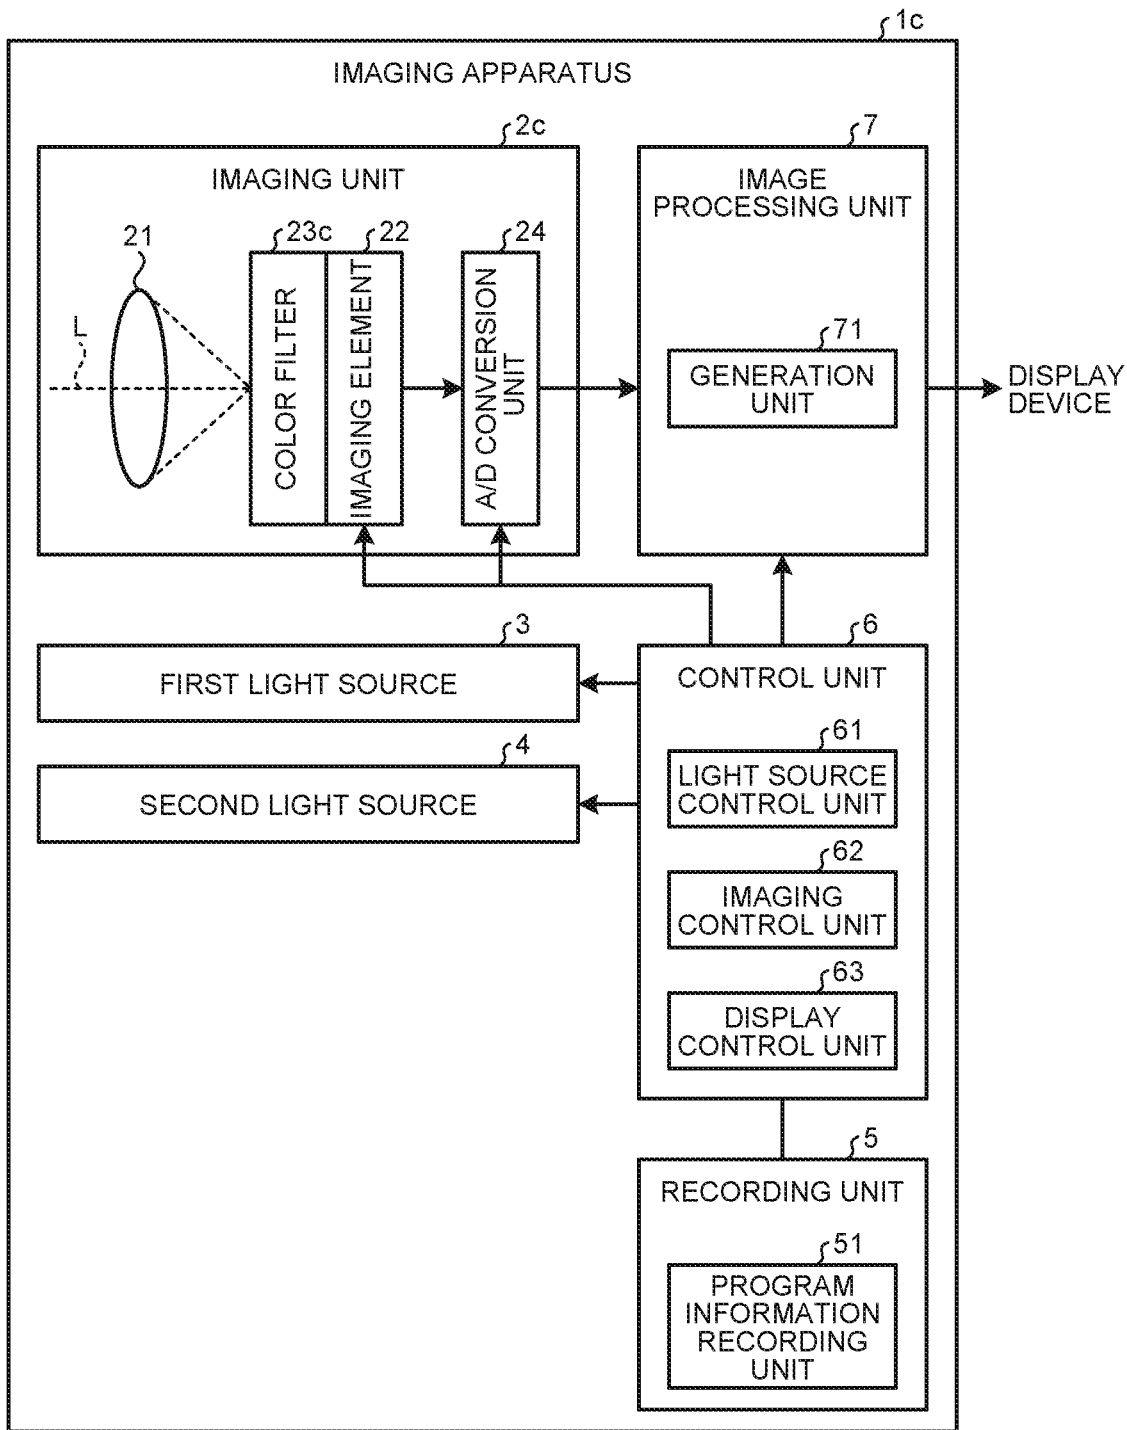 1c
IMAGING APPARATUS
2c
IMAGING UNIT
21
L
23c
COLOR FILTER
22
IMAGING ELEMENT
24
A/D CONVERSION
UNIT
7
IMAGE
PROCESSING UNIT
71
GENERATION
UNIT
DISPLAY
DEVICE
3
FIRST LIGHT SOURCE
4
SECOND LIGHT SOURCE
6
CONTROL UNIT
61
LIGHT SOURCE
CONTROL UNIT
62
IMAGING
CONTROL UNIT
63
DISPLAY
CONTROL UNIT
5
RECORDING UNIT
51
PROGRAM
INFORMATION
RECORDING
UNIT